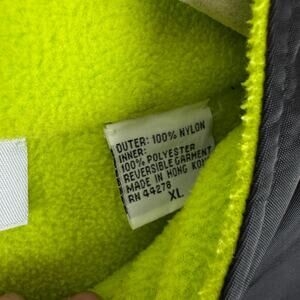 OUTER: 100% NYLON
INNER:
100% POLYESTER
REVERSIBLE GARMENT
MADE IN HONG KONG
RN 44278
XL